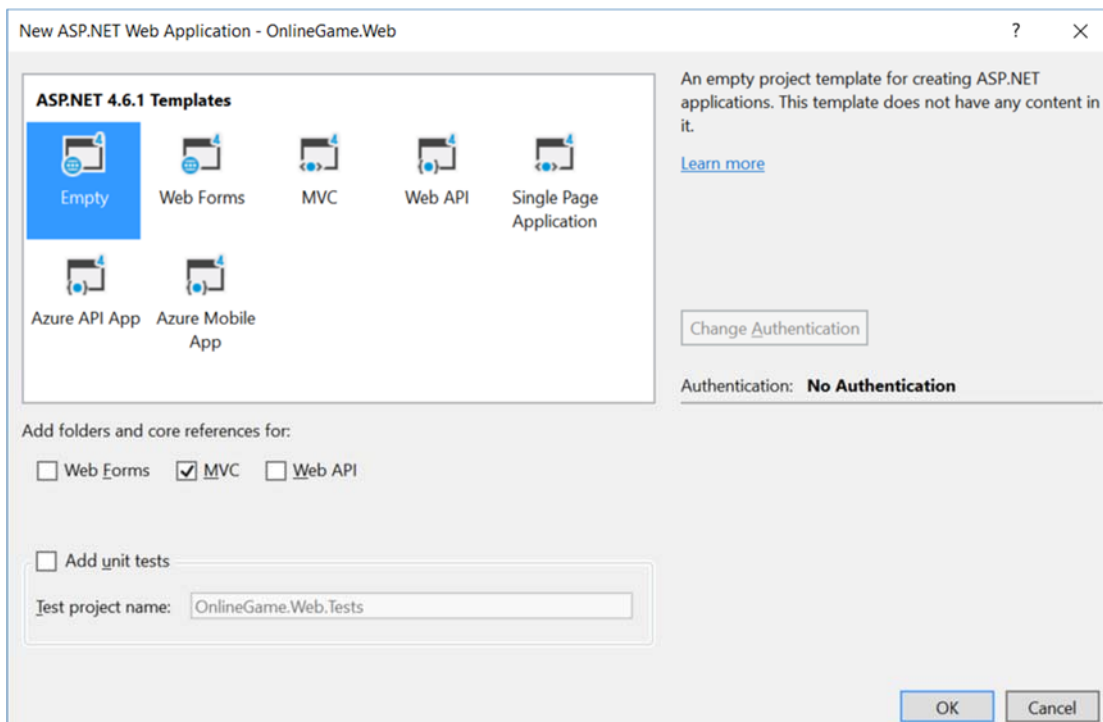 New ASP.NET Web Application - OnlineGame.Web
?
ASP.NET 4.6.1 Templates
Empty
Web Forms
MVC
Web API
Single Page
Application
Azure API App
Azure Mobile
App
An empty project template for creating ASP.NET
applications. This template does not have any content in
it.
Learn more
Change Authentication
Authentication: No Authentication
Add folders and core references for:
Web Forms
MVC
Web API
Add unit tests
Test project name:
OnlineGame.Web.Tests
OK
Cancel